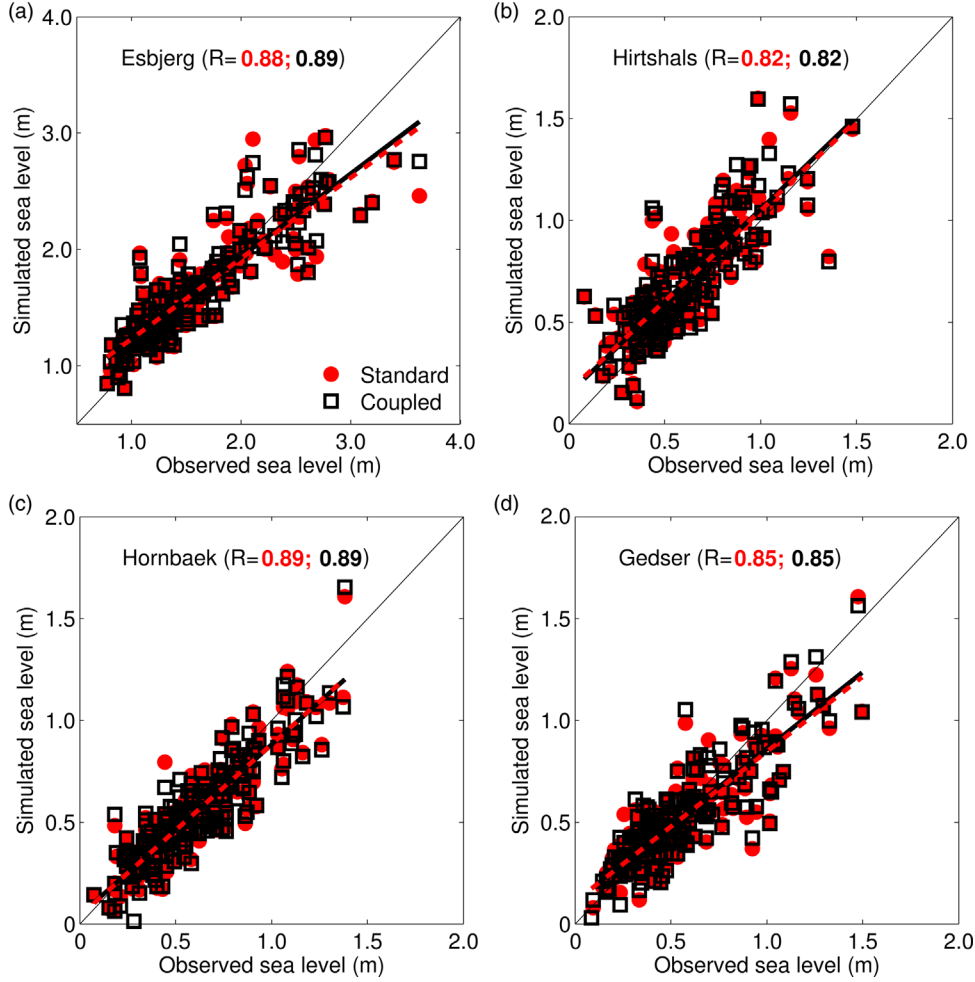 (a)
4.0
Esbjerg (R= 0.88; 0.89)
3.0
2.0
1.0
Simulated sea level (m)
Standard
Coupled
1.0 2.0 3.0 4.0
Observed sea level (m)
(b)
2.0
Hirtshals (R=0.82; 0.82)
1.5
1.0
0.5
0
Simulated sea level (m)
0 0.5 1.0 1.5 2.0
Observed sea level (m)
(c)
2.0
Hornbaek (R=0.89; 0.89)
1.5
1.0
0.5
0
Simulated sea level (m)
0 0.5 1.0 1.5 2.0
Observed sea level (m)
(d)
2.0
Gedser (R=0.85; 0.85)
1.5
1.0
0.5
0
Simulated sea level (m)
0 0.5 1.0 1.5 2.0
Observed sea level (m)